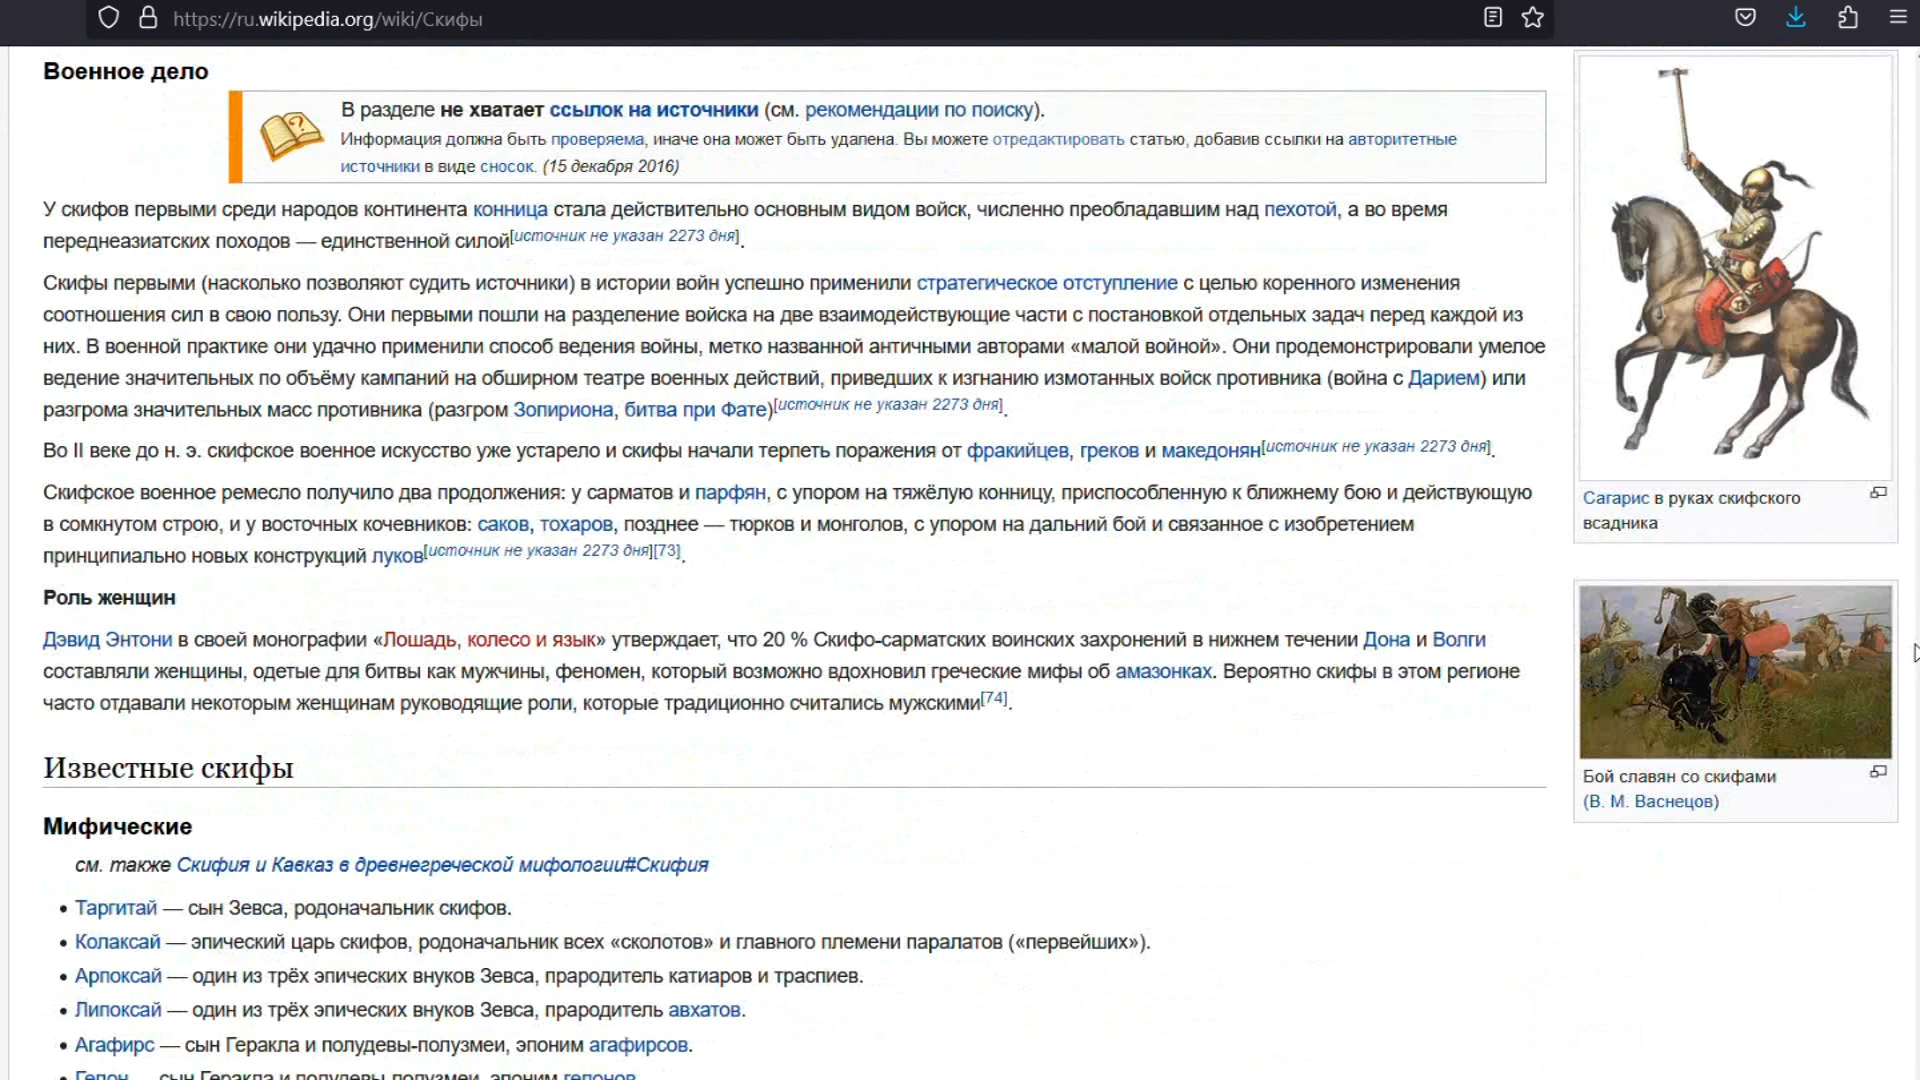 https://ru.wikipedia.org/wiki/Скифы
Военное дело
В разделе не хватает ссылок на источники (см. рекомендации по поиску).
Информация должна быть проверяема, иначе она может быть удалена. Вы можете отредактировать статью, добавив ссылки на авторитетные
источники в виде сносок. (15 декабря 2016)
У скифов первыми среди народов континента конница стала действительно основным видом войск, численно преобладавшим над пехотой, а во время
переднеазиатских походов — единственной силой[источник не указан 2273 дня].
Скифы первыми (насколько позволяют судить источники) в истории войн успешно применили стратегическое отступление с целью коренного изменения
соотношения сил в свою пользу. Они первыми пошли на разделение войска на две взаимодействующие части с постановкой отдельных задач перед каждой из
них. В военной практике они удачно применили способ ведения войны, метко названной античными авторами «малой войной». Они продемонстрировали умелое
ведение значительных по объёму кампаний на обширном театре военных действий, приведших к изгнанию измотанных войск противника (война с Дарием) или
разгрома значительных масс противника (разгром Зопириона, битва при Фате)[источник не указан 2273 дня].
Во II веке до н. э. скифское военное искусство уже устарело и скифы начали терпеть поражения от фракийцев, греков и македонян[источник не указан 2273 дня].
Скифское военное ремесло получило два продолжения: у сарматов и парфян, с упором на тяжёлую конницу, приспособленную к ближнему бою и действующую
в сомкнутом строю, и у восточных кочевников: саков, тохаров, позднее — тюрков и монголов, с упором на дальний бой и связанное с изобретением
принципиально новых конструкций луков[источник не указан 2273 дня][73].
Роль женщин
Дэвид Энтони в своей монографии «Лошадь, колесо и язык» утверждает, что 20 % Скифо-сарматских воинских захронений в нижнем течении Дона и Волги
составляли женщины, одетые для битвы как мужчины, феномен, который возможно вдохновил греческие мифы об амазонках. Вероятно скифы в этом регионе
часто отдавали некоторым женщинам руководящие роли, которые традиционно считались мужскими[74].
Известные скифы
Мифические
см. также Скифия и Кавказ в древнегреческой мифологии#Скифия
• Таргитай — сын Зевса, родоначальник скифов.
• Колаксай — эпический царь скифов, родоначальник всех «сколотов» и главного племени паралатов («первейших»).
• Арпоксай — один из трёх эпических внуков Зевса, прародитель катиаров и траспиев.
• Липоксай — один из трёх эпических внуков Зевса, прародитель авхатов.
• Агафирс — сын Геракла и полудевы-полузмеи, эпоним агафирсов.
• Гелон — сын Геракла и полудевы-полузмеи, эпоним гелонов.
Сагарис в руках скифского
всадника
Бой славян со скифами
(В. М. Васнецов)